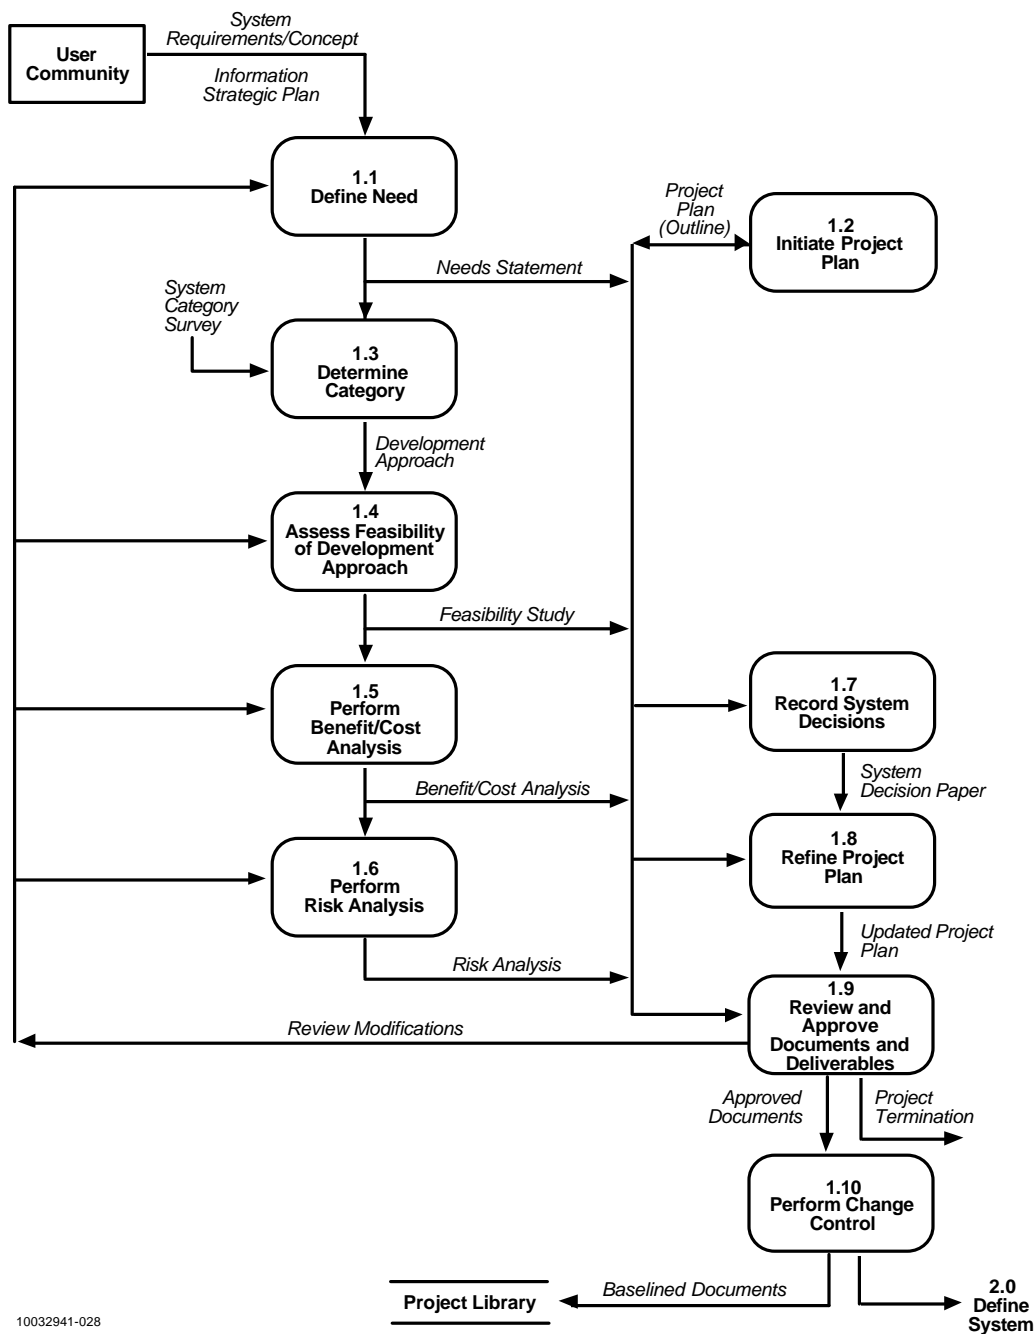 System
Requirements/Concept
User
Community
Information
Strategic Plan
1.1
Define Need
Project
Plan
(Outline)
1.2
Initiate Project
Plan
Needs Statement
System
Category
Survey
1.3
Determine
Category
Development
Approach
1.4
Assess Feasibility
of Development
Approach
Feasibility Study
1.5
Perform
Benefit/Cost
Analysis
1.7
Record System
Decisions
Benefit/Cost Analysis
System
Decision Paper
1.6
Perform
Risk Analysis
1.8
Refine Project
Plan
Risk Analysis
Updated Project
Plan
1.9
Review and
Approve
Documents and
Deliverables
Review Modifications
Approved
Documents
Project
Termination
1.10
Perform Change
Control
Baselined Documents
Project Library
2.0
Define
System
10032941-028